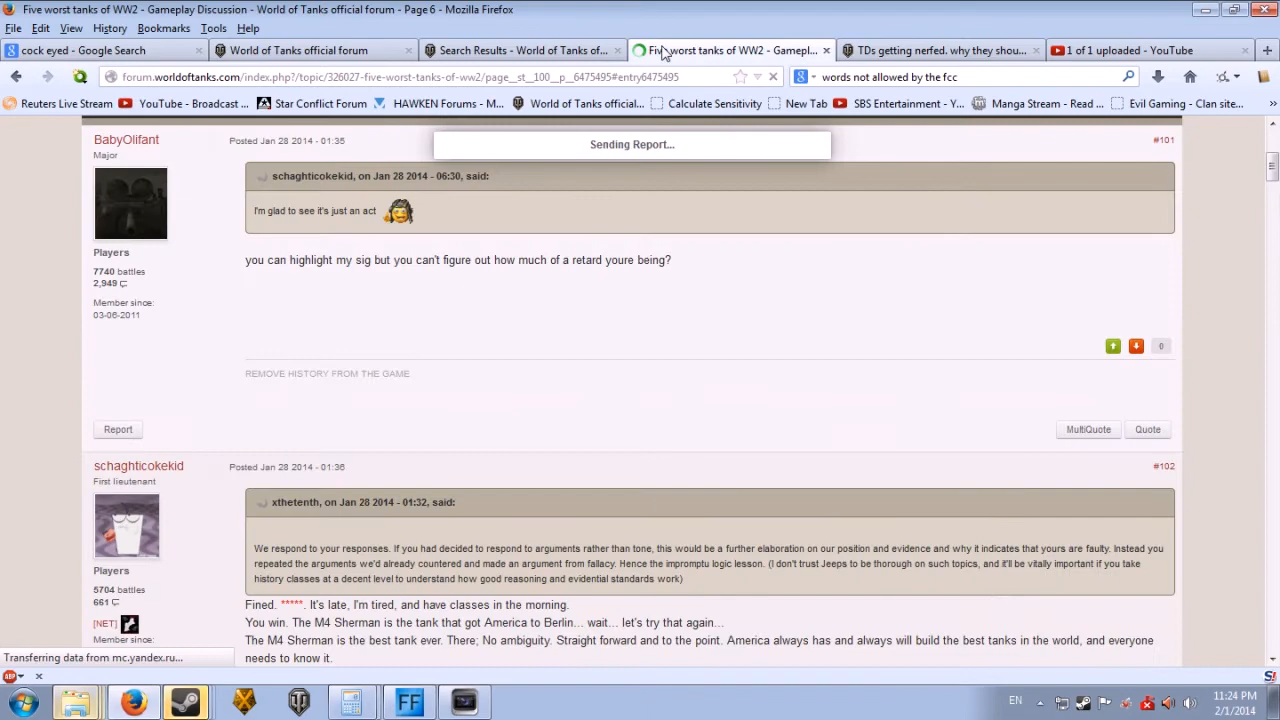 Five worst tanks of WW2 - Gameplay Discussion - World of Tanks official forum - Page 6 - Mozilla Firefox
File Edit View History Bookmarks Tools Help
cock eyed - Google Search
World of Tanks official forum
Search Results - World of Tanks of...
Five worst tanks of WW2 - Gamepl...
TDs getting nerfed. why they shou...
1 of 1 uploaded - YouTube
forum.worldoftanks.com/index.php?/topic/326027-five-worst-tanks-of-ww2/page__st__100__p__6475495#entry6475495
words not allowed by the fcc
Reuters Live Stream
YouTube - Broadcast ...
Star Conflict Forum
HAWKEN Forums - M...
World of Tanks official...
Calculate Sensitivity
New Tab
SBS Entertainment - Y...
Manga Stream - Read ...
Evil Gaming - Clan site...
BabyOlifant
Posted Jan 28 2014 - 01:35
Sending Report...
#101
Major
schaghticokekid, on Jan 28 2014 - 06:30, said:
I'm glad to see it's just an act
Players
you can highlight my sig but you can't figure out how much of a retard youre being?
7740 battles
2,949
Member since:
03-06-2011
0
REMOVE HISTORY FROM THE GAME
Report
MultiQuote
Quote
schaghticokekid
Posted Jan 28 2014 - 01:36
#102
First lieutenant
xthetenth, on Jan 28 2014 - 01:32, said:
We respond to your responses. If you had decided to respond to arguments rather than tone, this would be a further elaboration on our position and evidence and why it indicates that yours are faulty. Instead you
repeated the arguments we'd already countered and made an argument from fallacy. Hence the impromptu logic lesson. (I don't trust Jeeps to be thorough on such topics, and it'll be vitally important if you take
history classes at a decent level to understand how good reasoning and evidential standards work)
Players
5704 battles
661
[NET]
Member since:
Fined. *****. It's late, I'm tired, and have classes in the morning.
You win. The M4 Sherman is the tank that got America to Berlin... wait... let's try that again...
The M4 Sherman is the best tank ever. There; No ambiguity. Straight forward and to the point. America always has and always will build the best tanks in the world, and everyone
needs to know it.
Transferring data from mc.yandex.ru...
ABP
S!
FF
EN
11:24 PM
2/1/2014